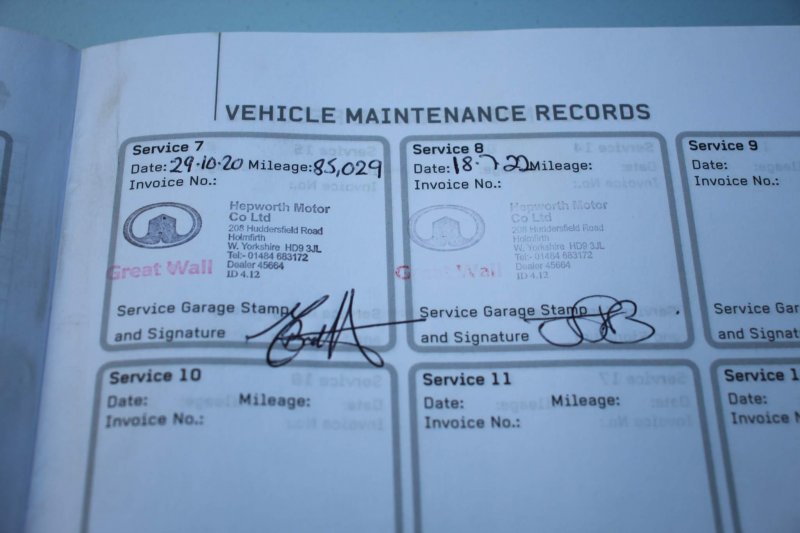 VEHICLE MAINTENANCE RECORDS
Service 7
Date: 29.10.20 Mileage: 85,029
Invoice No.:
Hepworth Motor
Co Ltd
208 Huddersfield Road
Holmfirth
W. Yorkshire HD9 3JL
Tel:- 01484 683172
Dealer 45664
ID 4.12
Great Wall
Service Garage Stamp
and Signature
Service 8
Date: 18.7.22 Mileage:
Invoice No.:
Hepworth Motor
Co Ltd
208 Huddersfield Road
Holmfirth
W. Yorkshire HD9 3JL
Tel:- 01484 683172
Dealer 45664
ID 4.12
Great Wall
Service Garage Stamp
and Signature
Service 9
Date:
Invoice No.:
Service Gar
and Signat
Service 10
Date: Mileage:
Invoice No.:
Service 11
Date: Mileage:
Invoice No.:
Service 1
Date:
Invoice N